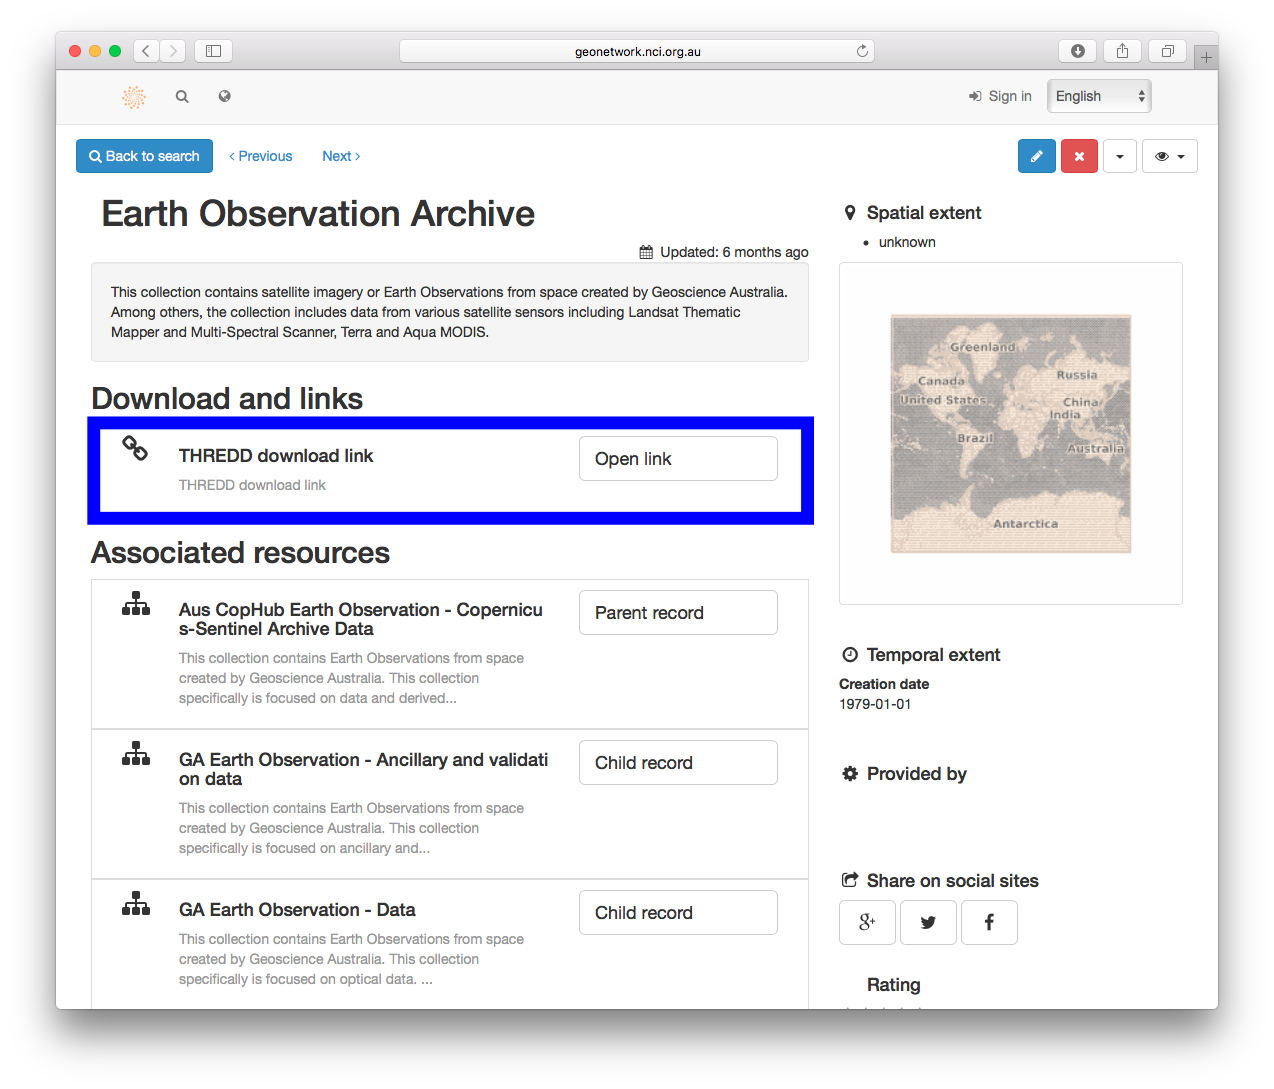 geonetwork.nci.org.au
Sign in
English
Back to search
Previous
Next
Earth Observation Archive
Updated: 6 months ago
This collection contains satellite imagery or Earth Observations from space created by Geoscience Australia.
Among others, the collection includes data from various satellite sensors including Landsat Thematic
Mapper and Multi-Spectral Scanner, Terra and Aqua MODIS.
Download and links
THREDD download link
Open link
THREDD download link
Associated resources
Aus CopHub Earth Observation - Copernicu
s-Sentinel Archive Data
Parent record
This collection contains Earth Observations from space
created by Geoscience Australia. This collection
specifically is focused on data and derived...
GA Earth Observation - Ancillary and validati
on data
Child record
This collection contains Earth Observations from space
created by Geoscience Australia. This collection
specifically is focused on ancillary and...
GA Earth Observation - Data
Child record
This collection contains Earth Observations from space
created by Geoscience Australia. This collection
specifically is focused on optical data. ...
Spatial extent
unknown
Greenland
Canada
Russia
United States
China
India
Brazil
Australia
Antarctica
Temporal extent
Creation date
1979-01-01
Provided by
Share on social sites
Rating